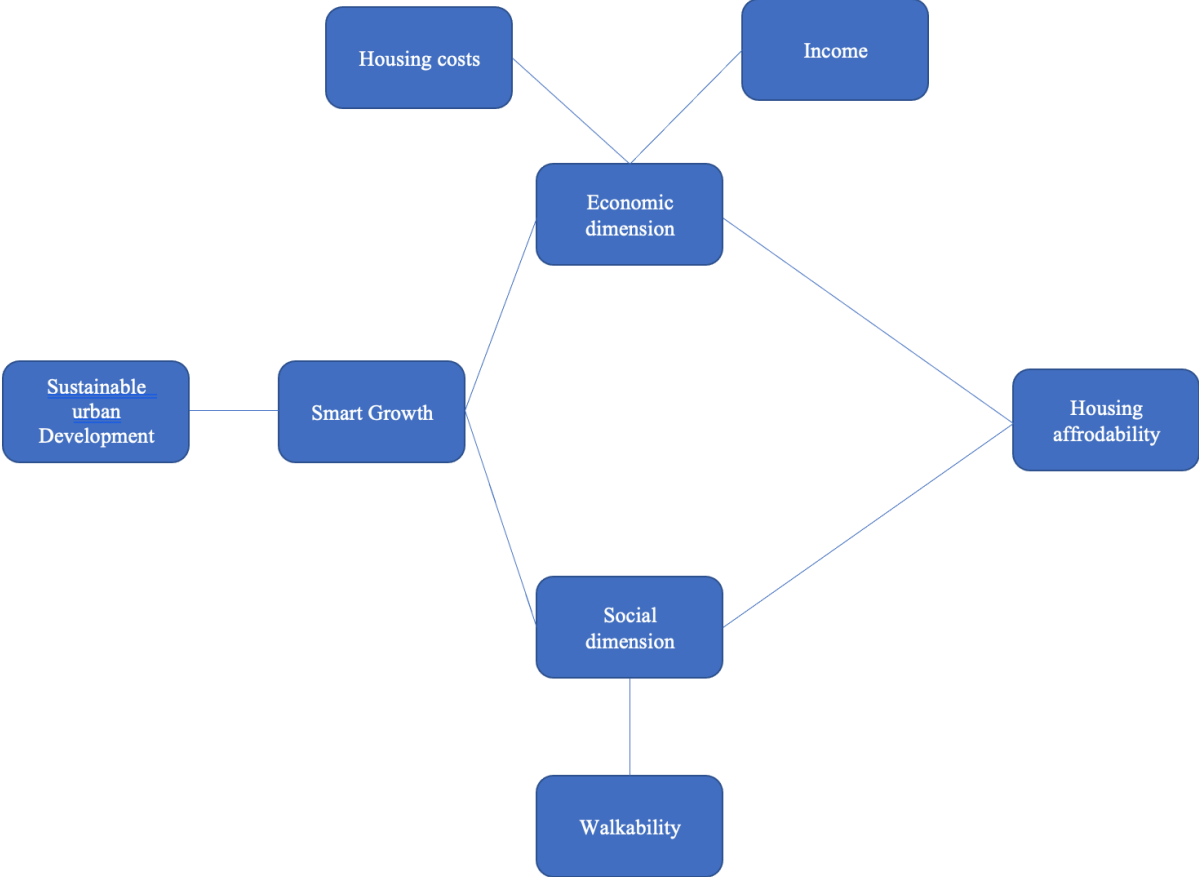 Housing costs
Income
Economic
dimension
Sustainable
urban
Development
Smart Growth
Housing
affrodability
Social
dimension
Walkability